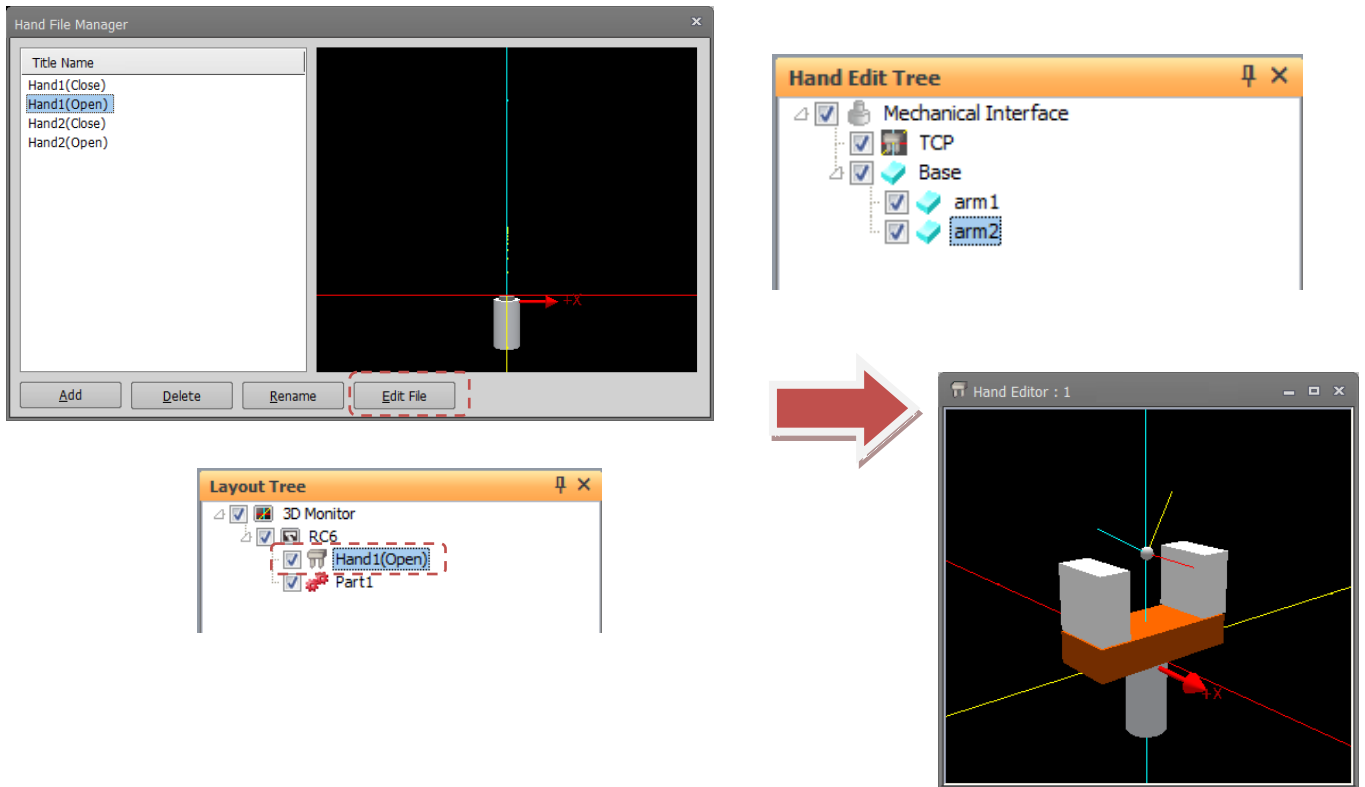 Hand File Manager
Title Name
Hand1(Close)
Hand1(Open)
Hand2(Close)
Hand2(Open)
+X
Add
Delete
Rename
Edit File
Hand Edit Tree
Mechanical Interface
TCP
Base
arm1
arm2
Layout Tree
3D Monitor
RC6
Hand1(Open)
Part1
Hand Editor : 1
+X